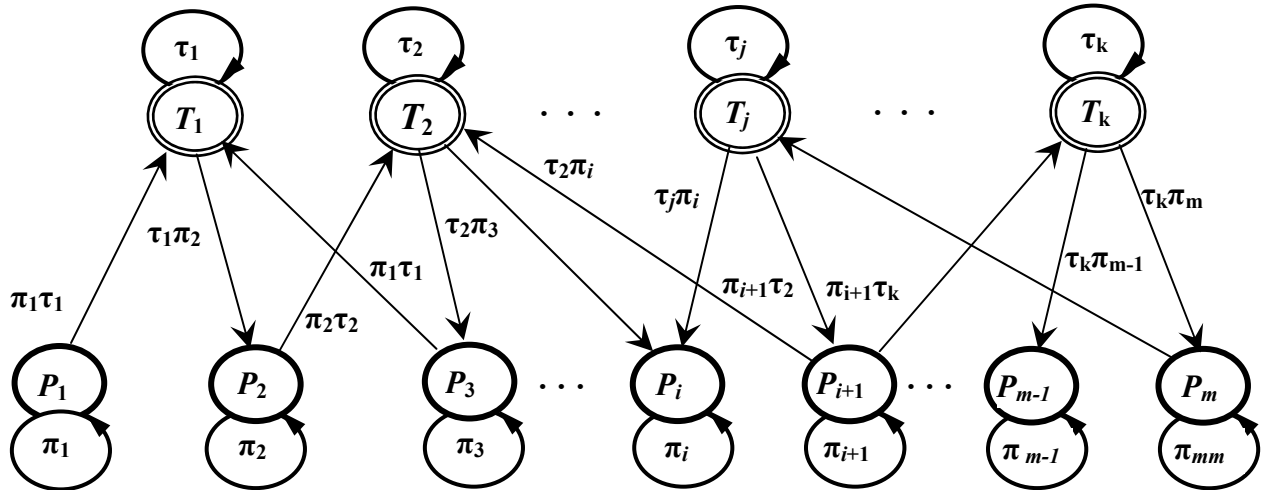 τ1 τ2 τj τk
T1 T2 . . . Tj . . . Tk
τ2πi
τjπi τkπm
τ2π3
τ1π2
π1τ1 τkπm-1
πi+1τ2 πi+1τk
π1τ1
π2τ2
P1 P2 P3 . . . Pi Pi+1 . . . Pm-1 Pm
π1 π2 π3 πi πi+1 π m-1 πmm